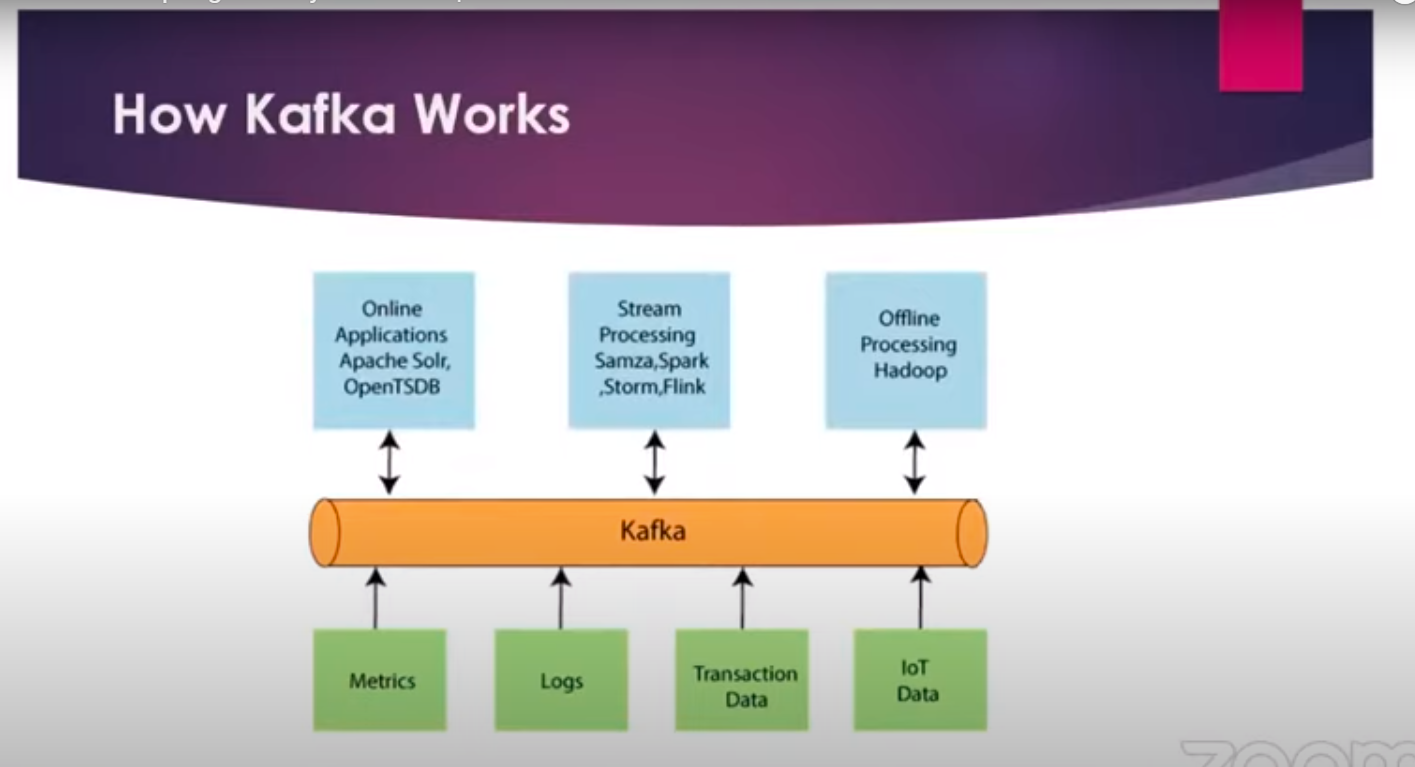 How Kafka Works
Online
Applications
Apache Solr,
OpenTSDB
Stream
Processing
Samza,Spark
,Storm,Flink
Offline
Processing
Hadoop
Kafka
Metrics
Logs
Transaction
Data
IoT
Data
zoom